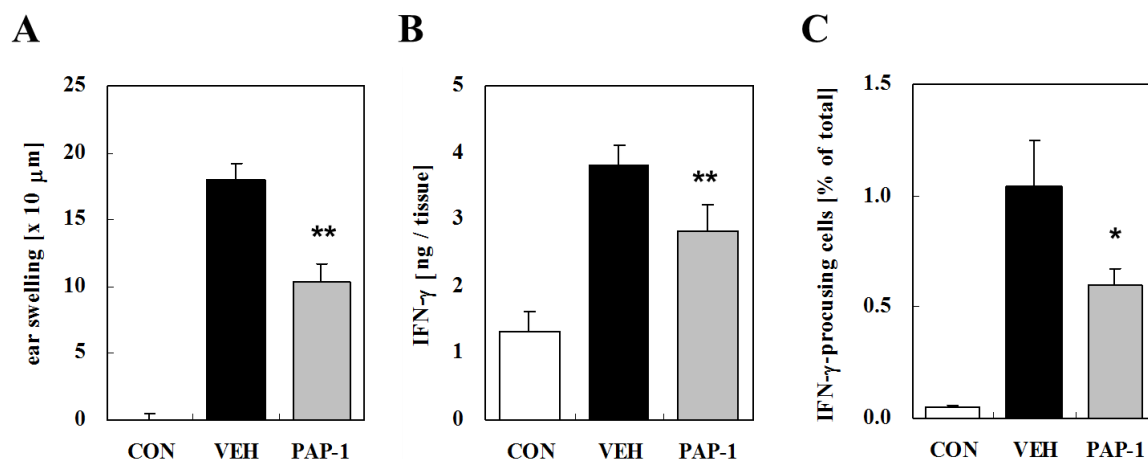 A
ear swelling [x 10 µm]
25
20
15
10
5
0
**
CON VEH PAP-1
B
IFN-γ [ng / tissue]
5
4
3
2
1
0
**
CON VEH PAP-1
C
IFN-γ-procusing cells [% of total]
1.5
1.0
0.5
0.0
*
CON VEH PAP-1